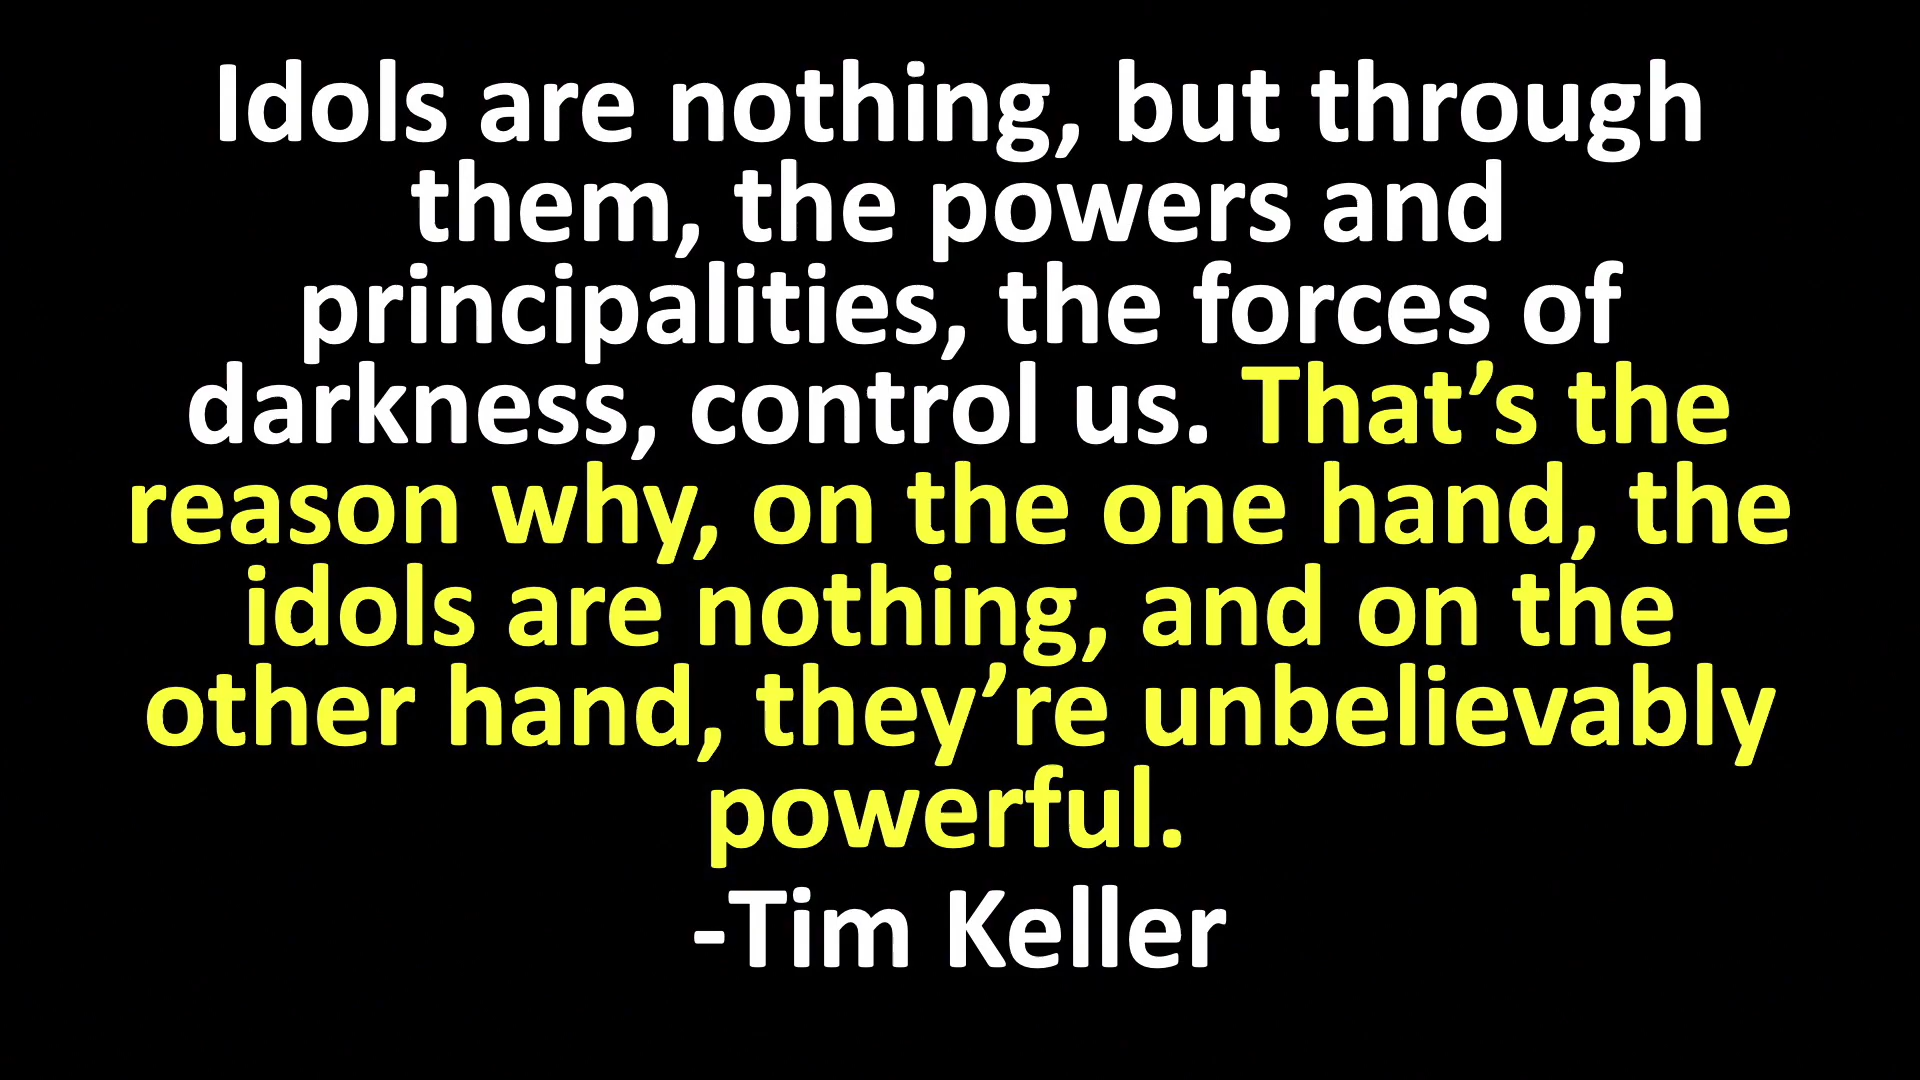 Idols are nothing, but through
them, the powers and
principalities, the forces of
darkness, control us. That’s the
reason why, on the one hand, the
idols are nothing, and on the
other hand, they’re unbelievably
powerful.
-Tim Keller